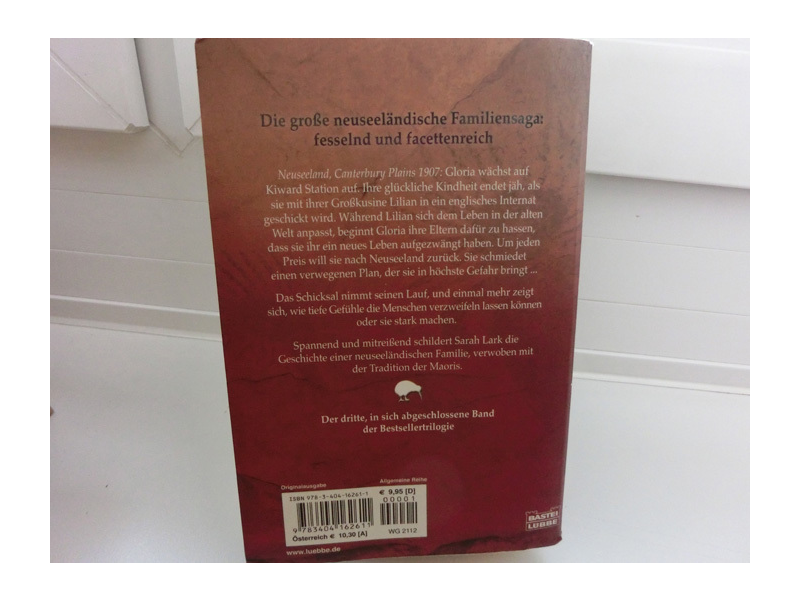 Die große neuseeländische Familiensaga:
fesselnd und facettenreich
Neuseeland, Canterbury Plains 1907: Gloria wächst auf
Kiward Station auf. Ihre glückliche Kindheit endet jäh, als
sie mit ihrer Großkusine Lilian in ein englisches Internat
geschickt wird. Während Lilian sich dem Leben in der alten
Welt anpasst, beginnt Gloria ihre Eltern dafür zu hassen,
dass sie ihr ein neues Leben aufgezwängt haben. Um jeden
Preis will sie nach Neuseeland zurück. Sie schmiedet
einen verwegenen Plan, der sie in höchste Gefahr bringt ...
Das Schicksal nimmt seinen Lauf, und einmal mehr zeigt
sich, wie tiefe Gefühle die Menschen verzweifeln lassen können
oder sie stark machen.
Spannend und mitreißend schildert Sarah Lark die
Geschichte einer neuseeländischen Familie, verwoben mit
der Tradition der Maoris.
Der dritte, in sich abgeschlossene Band
der Bestsellertrilogie
Originalausgabe
Allgemeine Reihe
ISBN 978-3-404-16261-1
€ 9,95 [D]
00001
9 783404 162611
WG 2112
Österreich € 10,30 [A]
www.luebbe.de
BASTEI
LÜBBE